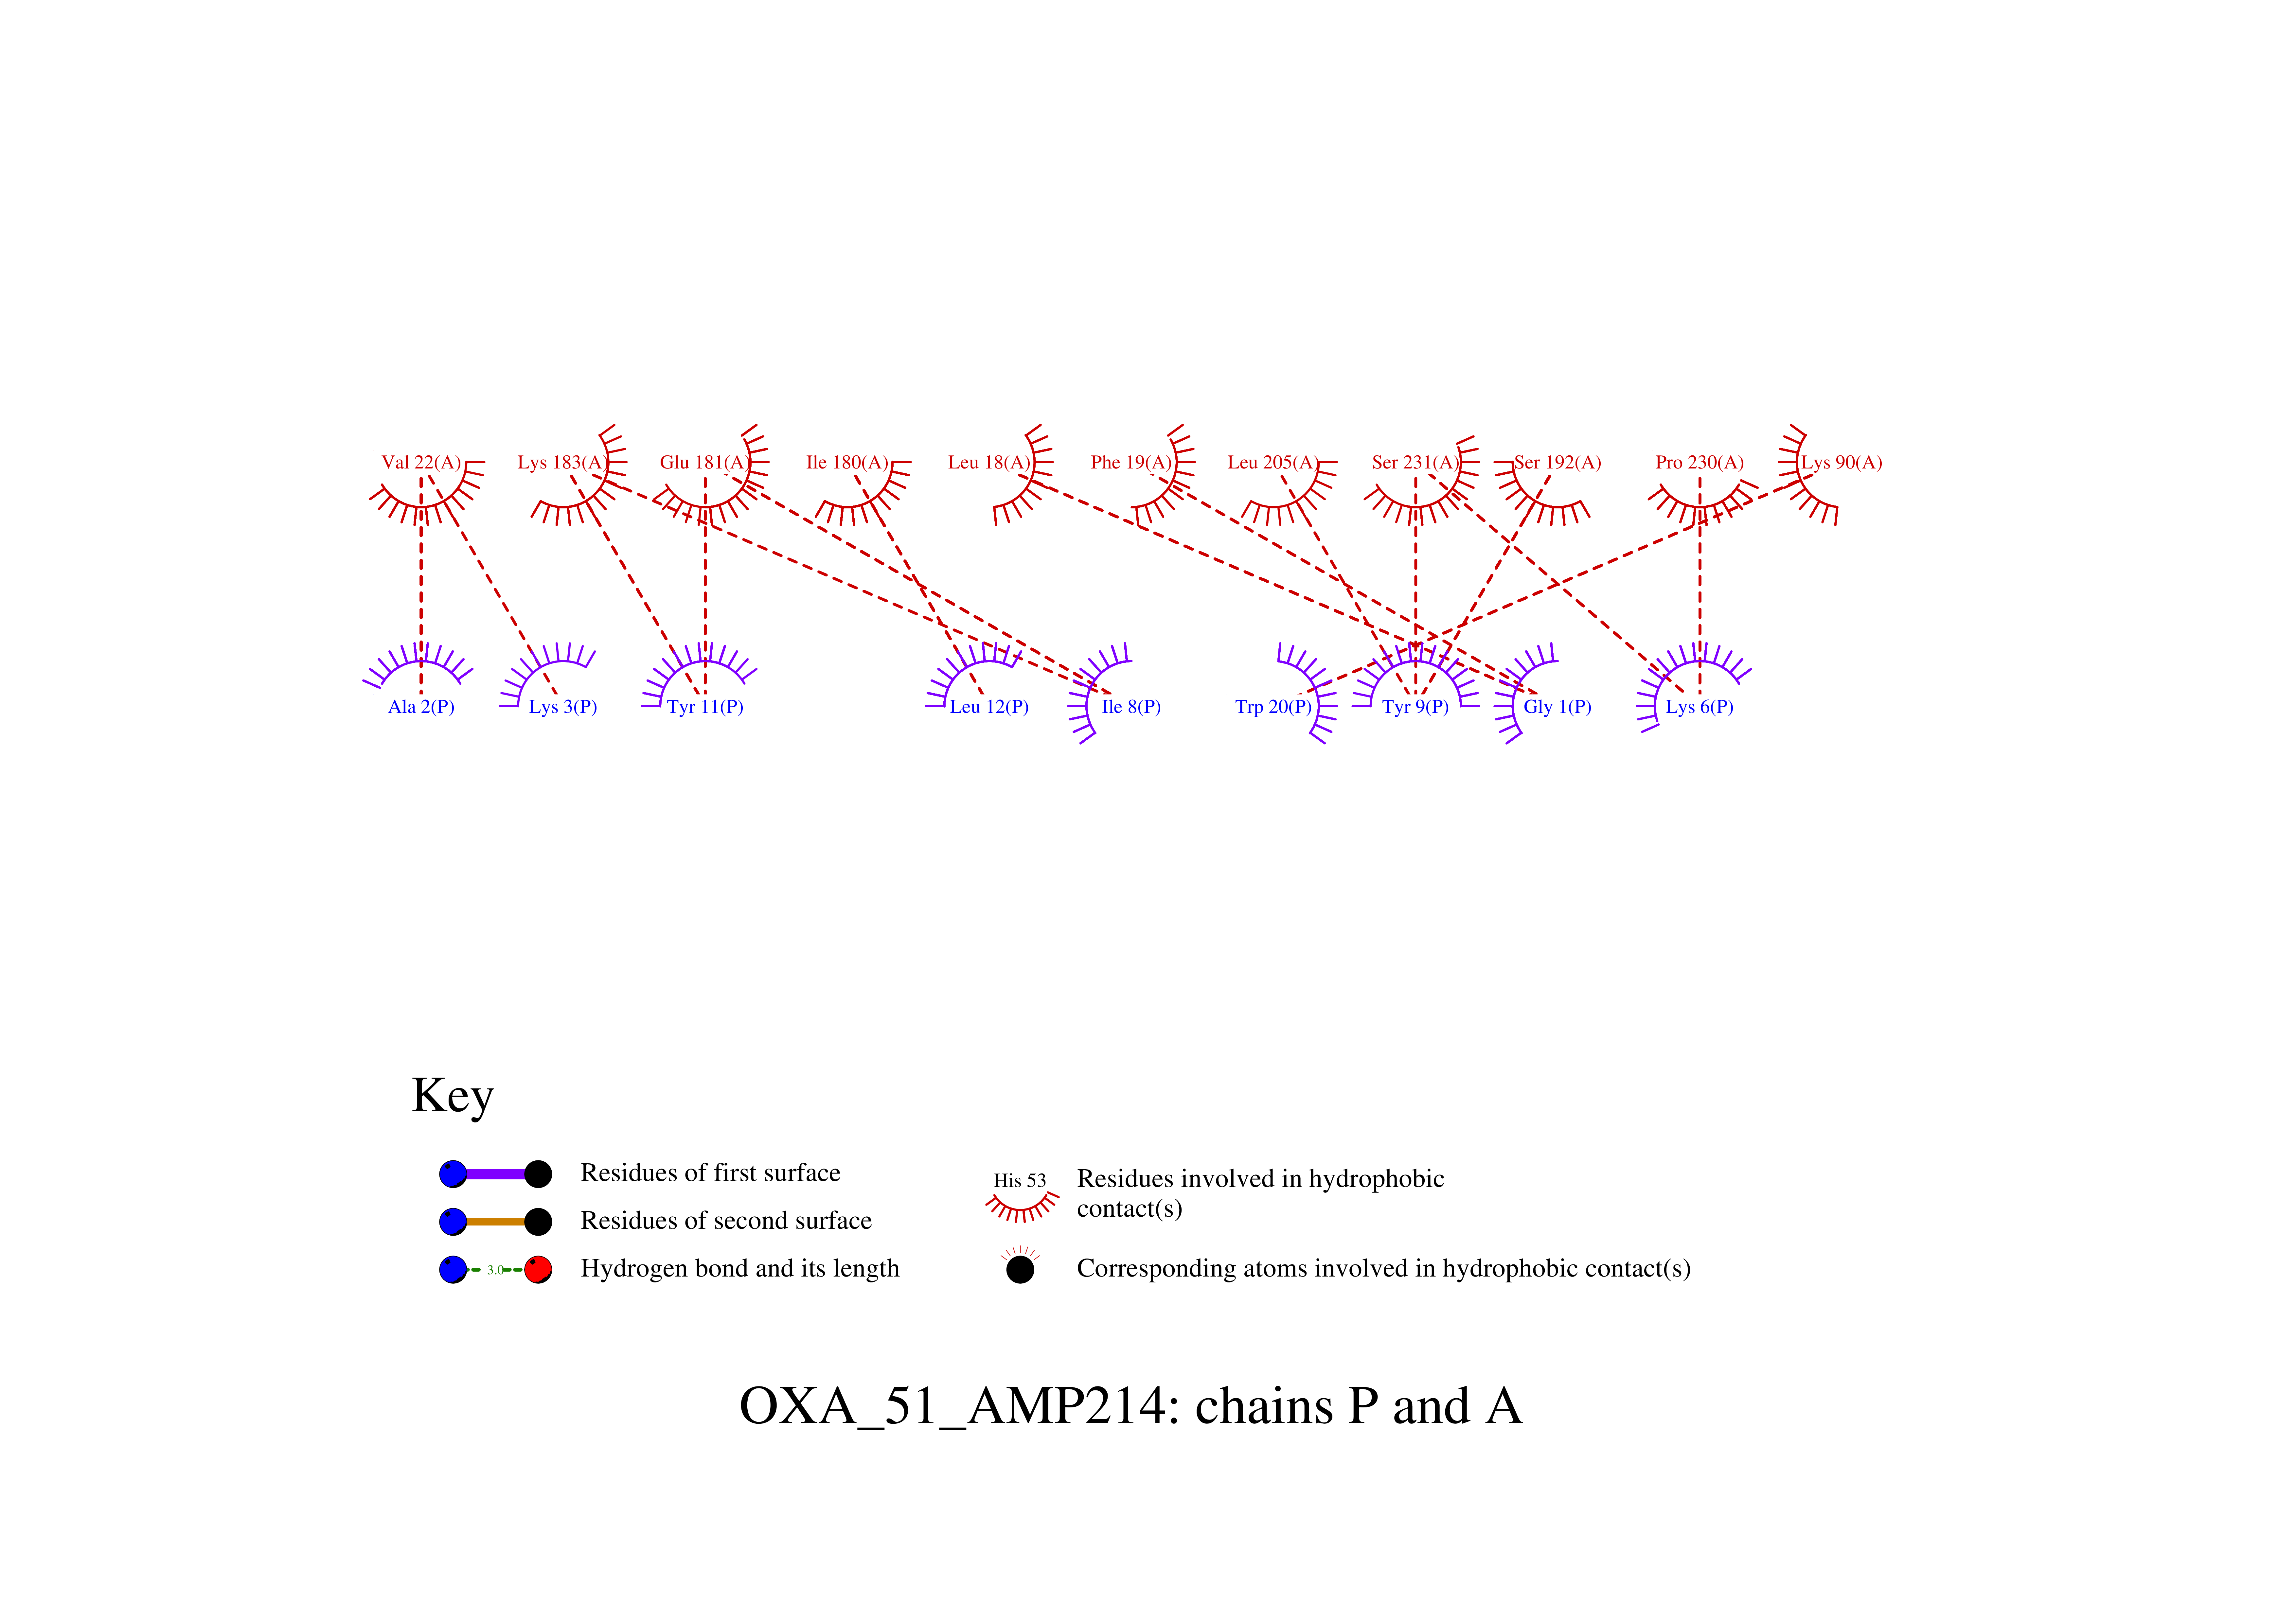 Val 22(A) Lys 183(A) Glu 181(A) Ile 180(A) Leu 18(A) Phe 19(A) Leu 205(A) Ser 231(A) Ser 192(A) Pro 230(A) Lys 90(A)
Ala 2(P) Lys 3(P) Tyr 11(P) Leu 12(P) Ile 8(P) Trp 20(P) Tyr 9(P) Gly 1(P) Lys 6(P)
Key
Residues of first surface
Residues of second surface
3.0 Hydrogen bond and its length
His 53 Residues involved in hydrophobic
contact(s)
Corresponding atoms involved in hydrophobic contact(s)
OXA_51_AMP214: chains P and A